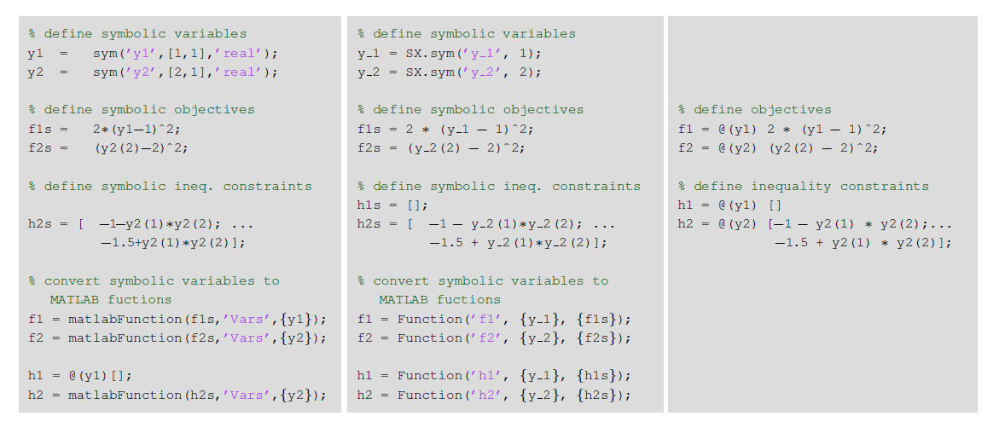 % define symbolic variables
y1 = sym('y1',[1,1],'real');
y2 = sym('y2',[2,1],'real');
% define symbolic objectives
f1s = 2*(y1−1)^2;
f2s = (y2(2)−2)^2;
% define symbolic ineq. constraints
h2s = [ −1−y2(1)*y2(2); ...
−1.5+y2(1)*y2(2)];
% convert symbolic variables to
MATLAB fuctions
f1 = matlabFunction(f1s,'Vars',{y1});
f2 = matlabFunction(f2s,'Vars',{y2});
h1 = @(y1)[];
h2 = matlabFunction(h2s,'Vars',{y2});
% define symbolic variables
y_1 = SX.sym('y_1', 1);
y_2 = SX.sym('y_2', 2);
% define symbolic objectives
f1s = 2 * (y_1 − 1)^2;
f2s = (y_2(2) − 2)^2;
% define symbolic ineq. constraints
h1s = [];
h2s = [ −1 − y_2(1)*y_2(2); ...
−1.5 + y_2(1)*y_2(2)];
% convert symbolic variables to
MATLAB fuctions
f1 = Function('f1', {y_1}, {f1s});
f2 = Function('f2', {y_2}, {f2s});
h1 = Function('h1', {y_1}, {h1s});
h2 = Function('h2', {y_2}, {h2s});
% define objectives
f1 = @(y1) 2 * (y1 − 1)^2;
f2 = @(y2) (y2(2) − 2)^2;
% define inequality constraints
h1 = @(y1) []
h2 = @(y2) [−1 − y2(1) * y2(2);...
−1.5 + y2(1) * y2(2)];